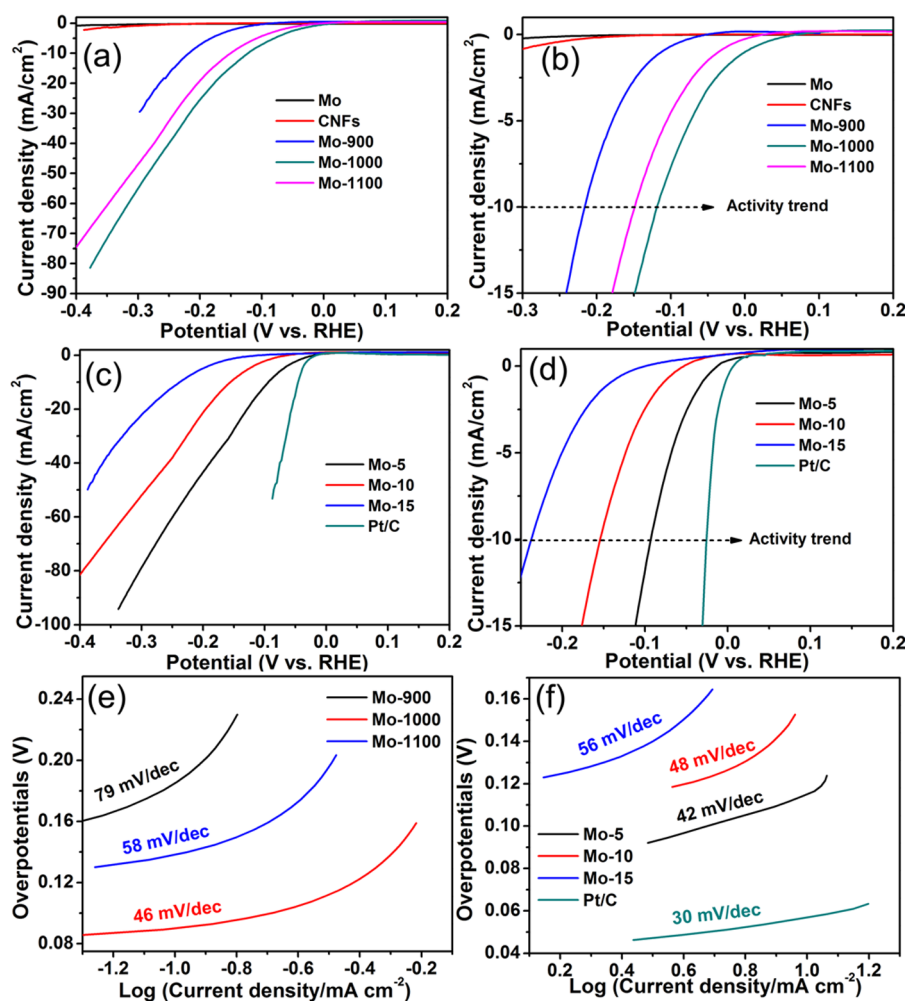 (a)
Current density (mA/cm²)
0
-10
-20
-30
-40
-50
-60
-70
-80
-90
Mo
CNFs
Mo-900
Mo-1000
Mo-1100
-0.4 -0.3 -0.2 -0.1 0.0 0.1 0.2
Potential (V vs. RHE)
(b)
Current density (mA/cm²)
0
-5
-10
-15
Mo
CNFs
Mo-900
Mo-1000
Mo-1100
Activity trend
-0.3 -0.2 -0.1 0.0 0.1 0.2
Potential (V vs. RHE)
(c)
Current density (mA/cm²)
0
-20
-40
-60
-80
-100
Mo-5
Mo-10
Mo-15
Pt/C
-0.4 -0.3 -0.2 -0.1 0.0 0.1 0.2
Potential (V vs. RHE)
(d)
Current density (mA/cm²)
0
-5
-10
-15
Mo-5
Mo-10
Mo-15
Pt/C
Activity trend
-0.2 -0.1 0.0 0.1 0.2
Potential (V vs. RHE)
(e)
Overpotentials (V)
0.24
0.20
0.16
0.12
0.08
Mo-900
Mo-1000
Mo-1100
79 mV/dec
58 mV/dec
46 mV/dec
-1.0 -0.8 -0.6 -0.4 -0.2
Log (Current density/mA cm⁻²)
(f)
Overpotentials (V)
0.16
0.14
0.12
0.10
0.08
0.06
0.04
56 mV/dec
48 mV/dec
42 mV/dec
Mo-5
Mo-10
Mo-15
Pt/C
30 mV/dec
0.2 0.4 0.6 0.8 1.0 1.2
Log (Current density/mA cm⁻²)